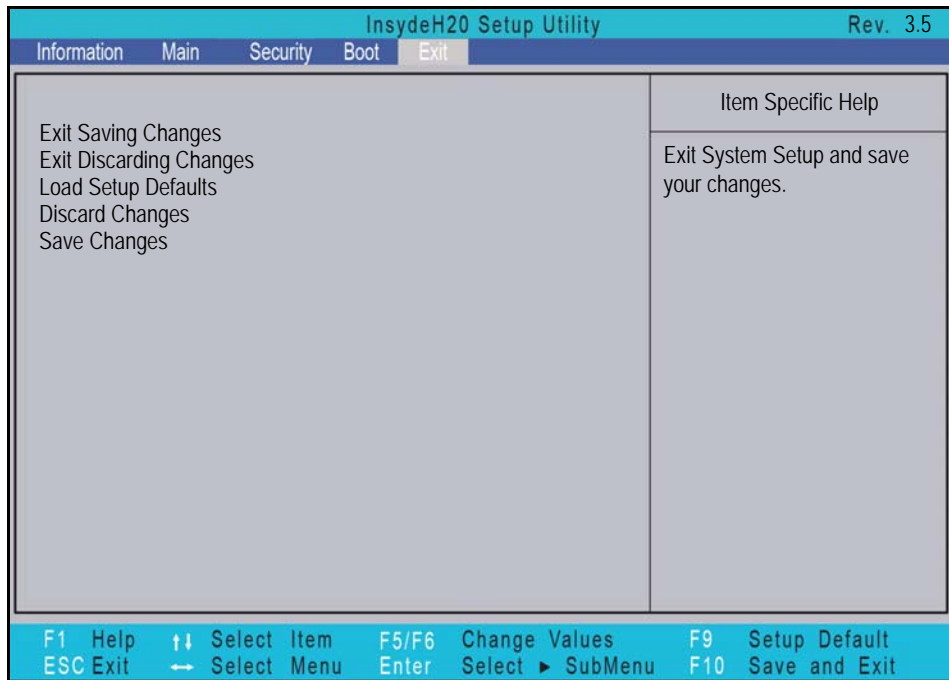 InsydeH20 Setup Utility Rev. 3.5
Information Main Security Boot Exit
Item Specific Help
Exit Saving Changes
Exit Discarding Changes
Load Setup Defaults
Discard Changes
Save Changes
Exit System Setup and save
your changes.
F1 Help ↑↓ Select Item F5/F6 Change Values F9 Setup Default
ESC Exit ↔ Select Menu Enter Select ► SubMenu F10 Save and Exit